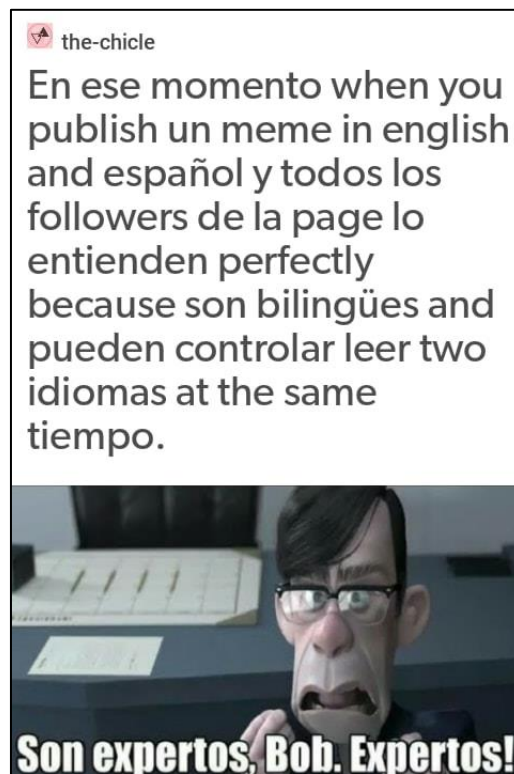 the-chicle
En ese momento when you
publish un meme in english
and español y todos los
followers de la page lo
entienden perfectly
because son bilingües and
pueden controlar leer two
idiomas at the same
tiempo.
Son expertos, Bob. Expertos!